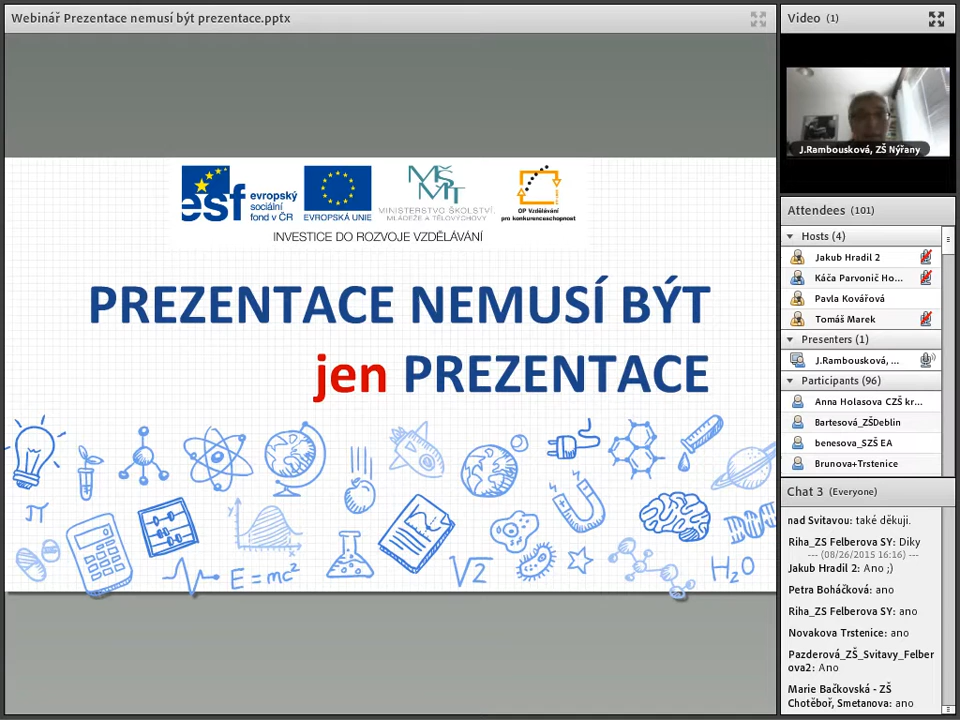 Webinář Prezentace nemusí být prezentace.pptx
esf
evropský
sociální
fond v ČR
EVROPSKÁ UNIE
MŠMT
MINISTERSTVO ŠKOLSTVÍ,
MLÁDEŽE A TĚLOVÝCHOVY
OP Vzdělávání
pro konkurenceschopnost
INVESTICE DO ROZVOJE VZDĚLÁVÁNÍ
PREZENTACE NEMUSÍ BÝT
jen PREZENTACE
π
y
x
E=mc²
√2
H₂O
Video (1)
J.Rambousková, ZŠ Nýřany
Attendees (101)
Hosts (4)
Jakub Hradil 2
Káča Parvonič Ho...
Pavla Kovářová
Tomáš Marek
Presenters (1)
J.Rambousková, ...
Participants (96)
Anna Holasova CZŠ kr...
Bartesová_ZŠDeblin
benesova_SZŠ EA
Brunova+Trstenice
Chat 3 (Everyone)
nad Svitavou: také děkuji.
Riha_ZS Felberova SY: Diky
--- (08/26/2015 16:16) ---
Jakub Hradil 2: Ano ;)
Petra Boháčková: ano
Riha_ZS Felberova SY: ano
Novakova Trstenice: ano
Pazderová_ZŠ_Svitavy_Felber
ova2: Ano
Marie Bačkovská - ZŠ
Chotěboř, Smetanova: ano